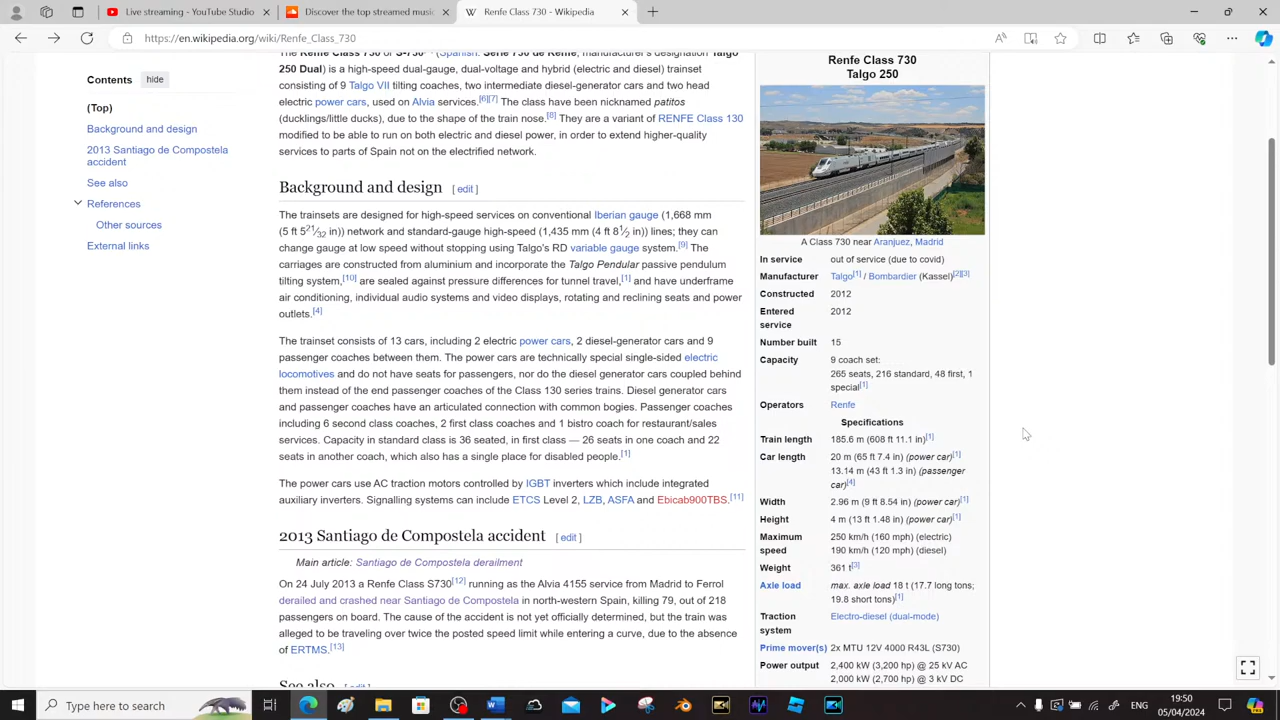 Studio - YouTube Studio
Discover the Top Streamed Music
Renfe Class 730 - Wikipedia
https://en.wikipedia.org/wiki/Renfe_Class_730
Contents hide
(Top)
Background and design
2013 Santiago de Compostela
accident
See also
References
Other sources
External links
250 Dual) is a high-speed dual-gauge, dual-voltage and hybrid (electric and diesel) trainset
consisting of 9 Talgo VII tilting coaches, two intermediate diesel-generator cars and two head
electric power cars, used on Alvia services.[6][7] The class have been nicknamed patitos
(ducklings/little ducks), due to the shape of the train nose.[8] They are a variant of RENFE Class 130
modified to be able to run on both electric and diesel power, in order to extend higher-quality
services to parts of Spain not on the electrified network.
Background and design [ edit ]
The trainsets are designed for high-speed services on conventional Iberian gauge (1,668 mm
(5 ft 5 21⁄32 in)) network and standard-gauge high-speed (1,435 mm (4 ft 8 1⁄2 in)) lines; they can
change gauge at low speed without stopping using Talgo's RD variable gauge system.[9] The
carriages are constructed from aluminium and incorporate the Talgo Pendular passive pendulum
tilting system,[10] are sealed against pressure differences for tunnel travel,[1] and have underframe
air conditioning, individual audio systems and video displays, rotating and reclining seats and power
outlets.[4]
The trainset consists of 13 cars, including 2 electric power cars, 2 diesel-generator cars and 9
passenger coaches between them. The power cars are technically special single-sided electric
locomotives and do not have seats for passengers, nor do the diesel generator cars coupled behind
them instead of the end passenger coaches of the Class 130 series trains. Diesel generator cars
and passenger coaches have an articulated connection with common bogies. Passenger coaches
including 6 second class coaches, 2 first class coaches and 1 bistro coach for restaurant/sales
services. Capacity in standard class is 36 seated, in first class — 26 seats in one coach and 22
seats in another coach, which also has a single place for disabled people.[1]
The power cars use AC traction motors controlled by IGBT inverters which include integrated
auxiliary inverters. Signalling systems can include ETCS Level 2, LZB, ASFA and Ebicab900TBS.[11]
2013 Santiago de Compostela accident [ edit ]
Main article: Santiago de Compostela derailment
On 24 July 2013 a Renfe Class S730[12] running as the Alvia 4155 service from Madrid to Ferrol
derailed and crashed near Santiago de Compostela in north-western Spain, killing 79, out of 218
passengers on board. The cause of the accident is not yet officially determined, but the train was
alleged to be traveling over twice the posted speed limit while entering a curve, due to the absence
of ERTMS.[13]
See also [ edit ]
Renfe Class 730
Talgo 250
A Class 730 near Aranjuez, Madrid
In service out of service (due to covid)
Manufacturer Talgo[1] / Bombardier (Kassel)[2][3]
Constructed 2012
Entered 2012
service
Number built 15
Capacity 9 coach set:
265 seats, 216 standard, 48 first, 1
special[1]
Operators Renfe
Specifications
Train length 185.6 m (608 ft 11.1 in)[1]
Car length 20 m (65 ft 7.4 in) (power car)[1]
13.14 m (43 ft 1.3 in) (passenger
car)[4]
Width 2.96 m (9 ft 8.54 in) (power car)[1]
Height 4 m (13 ft 1.48 in) (power car)[1]
Maximum 250 km/h (160 mph) (electric)
speed 190 km/h (120 mph) (diesel)
Weight 361 t[3]
Axle load max. axle load 18 t (17.7 long tons;
19.8 short tons)[1]
Traction Electro-diesel (dual-mode)
system
Prime mover(s) 2x MTU 12V 4000 R43L (S730)
Power output 2,400 kW (3,200 hp) @ 25 kV AC
2,000 kW (2,700 hp) @ 3 kV DC
Type here to search
19:50
05/04/2024